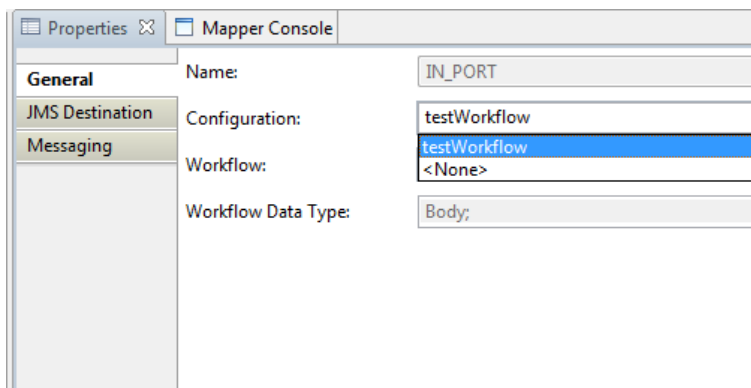 Properties Mapper Console
General
JMS Destination
Messaging
Name: IN_PORT
Configuration: testWorkflow
testWorkflow
<None>
Workflow:
Workflow Data Type: Body;